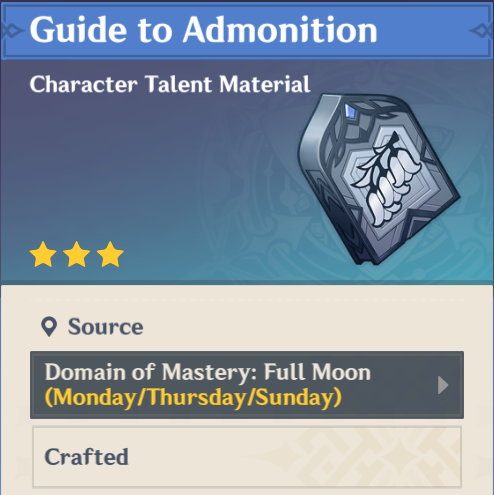 Guide to Admonition
Character Talent Material
Source
Domain of Mastery: Full Moon
(Monday/Thursday/Sunday)
Crafted